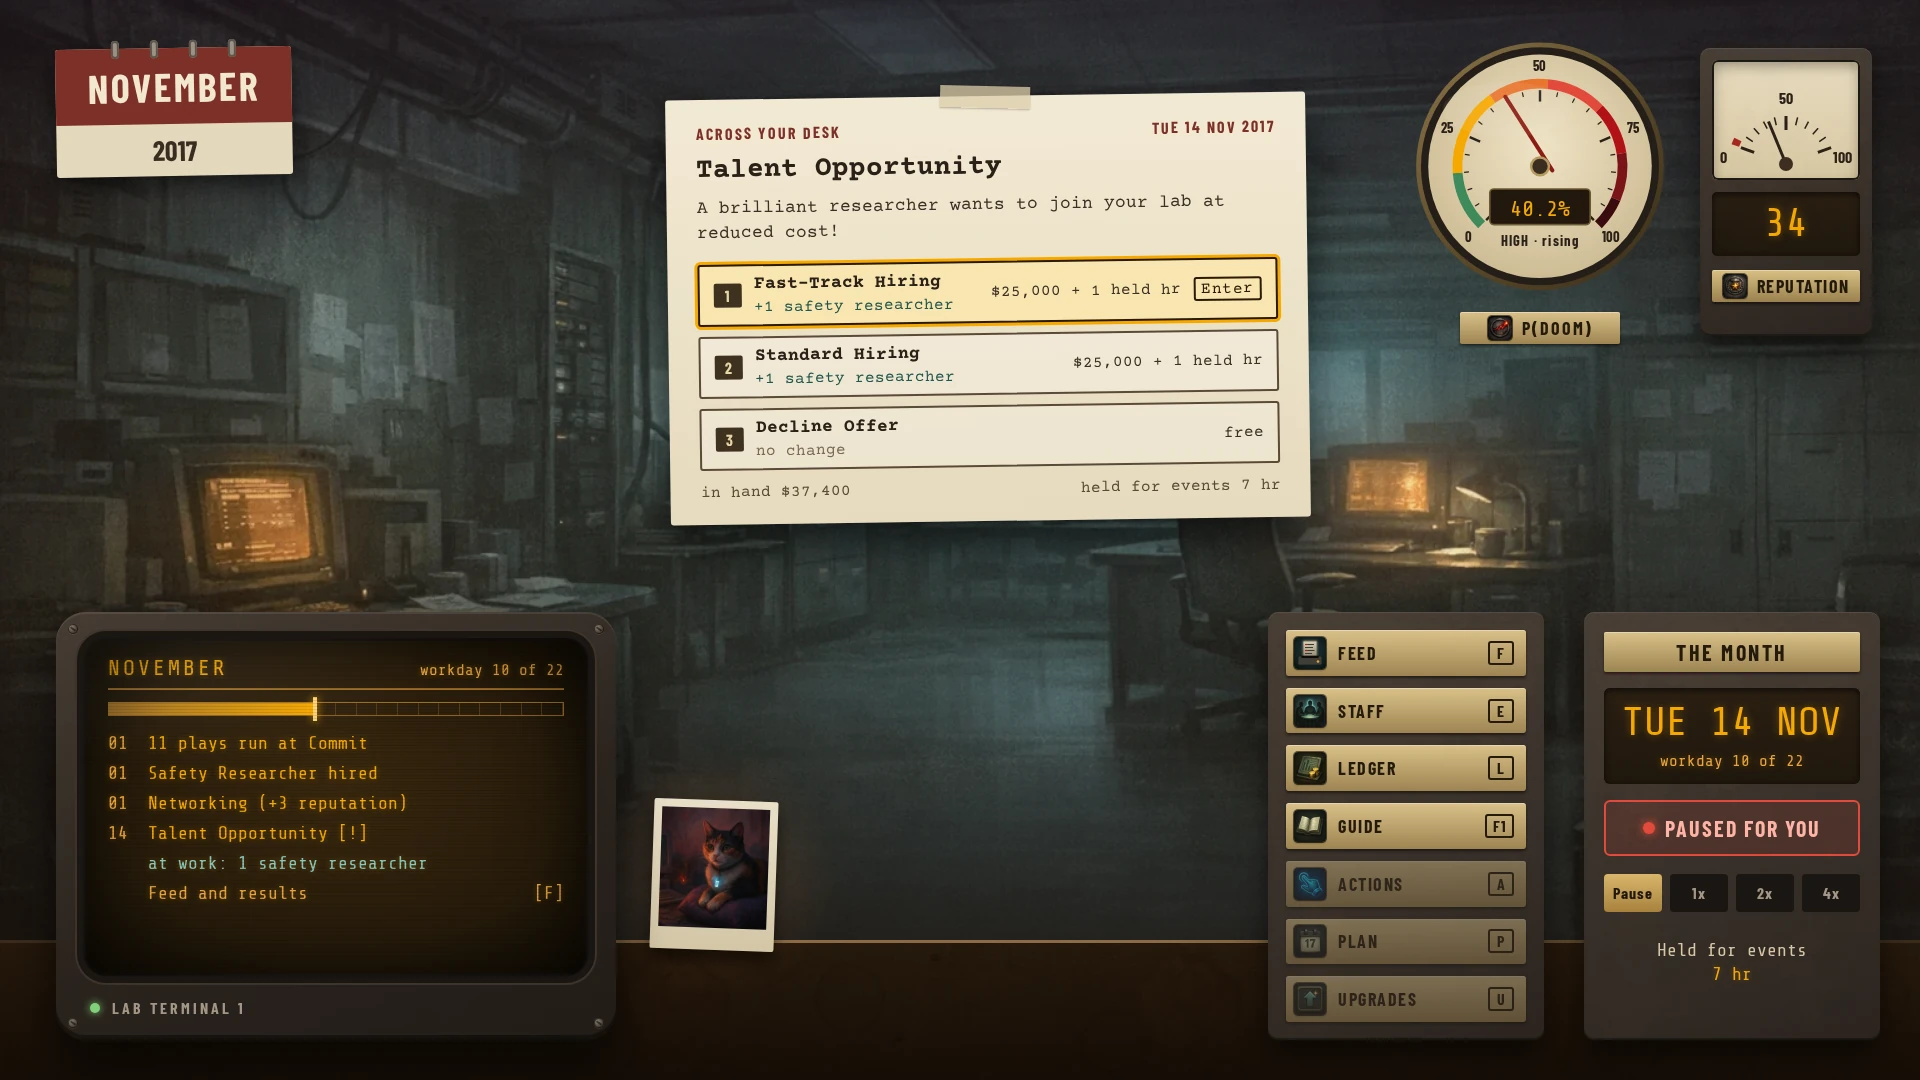 NOVEMBER
2017
ACROSS YOUR DESK
TUE 14 NOV 2017
Talent Opportunity
A brilliant researcher wants to join your lab at
reduced cost!
1 Fast-Track Hiring $25,000 + 1 held hr Enter
+1 safety researcher
2 Standard Hiring $25,000 + 1 held hr
+1 safety researcher
3 Decline Offer free
no change
in hand $37,400 held for events 7 hr
0 25 50 75 100
40.2%
HIGH · rising
P(DOOM)
0 50 100
34
REPUTATION
NOVEMBER workday 10 of 22
01 11 plays run at Commit
01 Safety Researcher hired
01 Networking (+3 reputation)
14 Talent Opportunity [!]
at work: 1 safety researcher
Feed and results [F]
LAB TERMINAL 1
FEED F
STAFF E
LEDGER L
GUIDE F1
ACTIONS A
17 PLAN P
UPGRADES U
THE MONTH
TUE 14 NOV
workday 10 of 22
PAUSED FOR YOU
Pause 1x 2x 4x
Held for events
7 hr